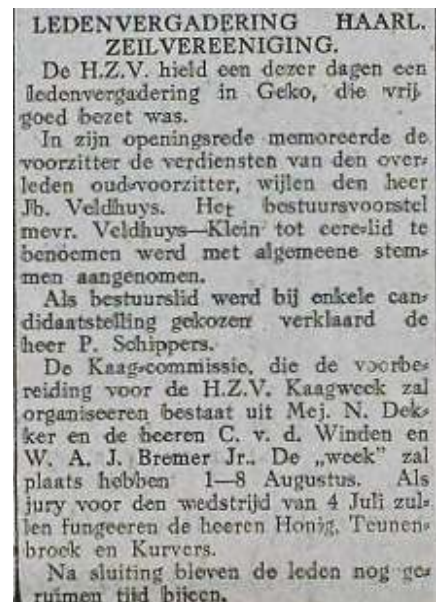 LEDENVERGADERING HAARL.
ZEILVEREENIGING.
De H.Z.V. hield een dezer dagen een
ledenvergadering in Geko, die vrij
goed bezet was.
In zijn openingsrede memoreerde de
voorzitter de verdiensten van den over-
leden oud-voorzitter, wijlen den heer
Jb. Veldhuys. Het bestuursvoorstel
mevr. Veldhuys—Klein tot eere-lid te
benoemen werd met algemeene stem-
men aangenomen.
Als bestuurslid werd bij enkele can-
didaatstelling gekozen verklaard de
heer P. Schippers.
De Kaag-commissie, die de voorbe-
reiding voor de H.Z.V. Kaagweek zal
organiseeren bestaat uit Mej. N. Dek-
ker en de heeren C. v. d. Winden en
W. A. J. Bremer Jr.. De „week” zal
plaats hebben 1—8 Augustus. Als
jury voor den wedstrijd van 4 Juli zul-
len fungeeren de heeren Honig, Teunen-
broek en Kurvers.
Na sluiting bleven de leden nog ge-
ruimen tijd bijeen.